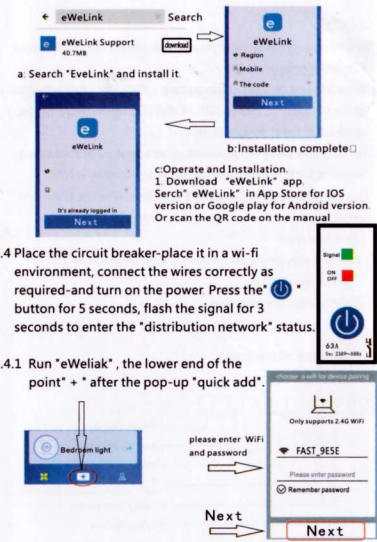 eWeLink
Search
eWeLink Support
40.7MB
download
a: Search "EveLink" and install it.
eWeLink
Region
Mobile
The code
Next
b:Installation complete□
eWeLink
It's already logged in
Next
c:Operate and Installation.
1. Download "eWeLink" app.
Serch" eWeLink" in App Store for IOS
version or Google play for Android version.
Or scan the QR code on the manual
.4 Place the circuit breaker-place it in a wi-fi
environment, connect the wires correctly as
required-and turn on the power. Press the" "
button for 5 seconds, flash the signal for 3
seconds to enter the "distribution network" status.
Signal
ON
OFF
63A
.4.1 Run "eWeliak" , the lower end of the
point" + " after the pop-up "quick add".
Bedroom light
please enter WiFi
and password
Next
choose a wifi for device pairing
Only supports 2.4G WiFi
FAST_9E5E
Please enter password
Remember password
Next